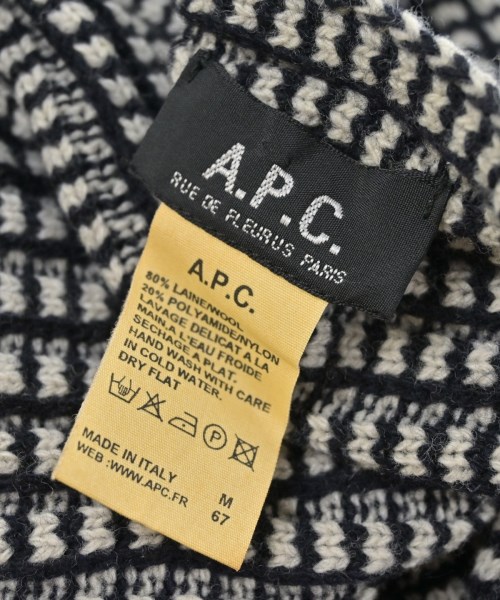 A.P.C.
RUE DE FLEURUS PARIS
A.P.C.
80% LAINE/WOOL
20% POLYAMIDE/NYLON
LAVAGE DELICAT A LA
MAIN.A L'EAU FROIDE
SECHAGE A PLAT.
HAND WASH WITH CARE
IN COLD WATER.
DRY FLAT
P
MADE IN ITALY
WEB :WWW.APC.FR
M
67